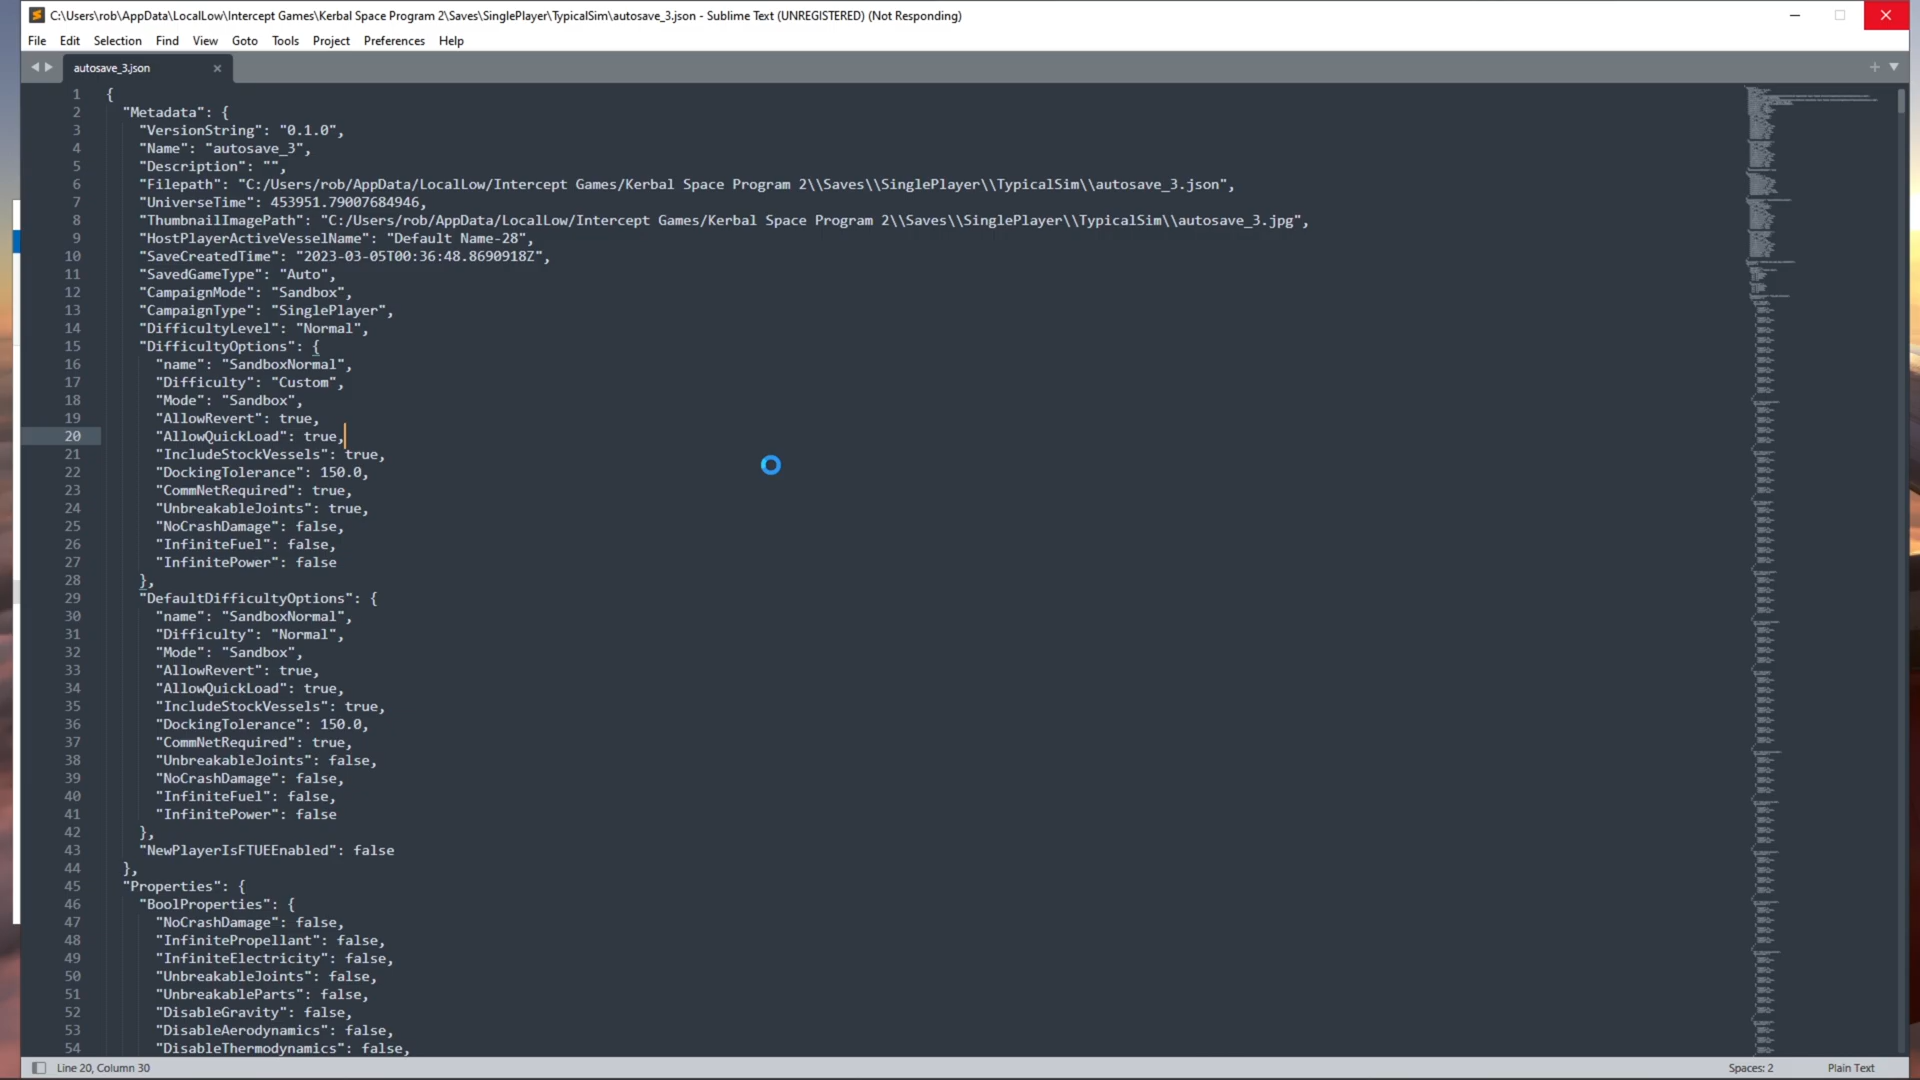 C:\Users\rob\AppData\LocalLow\Intercept Games\Kerbal Space Program 2\Saves\SinglePlayer\TypicalSim\autosave_3.json - Sublime Text (UNREGISTERED) (Not Responding)
File Edit Selection Find View Goto Tools Project Preferences Help
autosave_3.json
1 {
2 "Metadata": {
3 "VersionString": "0.1.0",
4 "Name": "autosave_3",
5 "Description": "",
6 "Filepath": "C:/Users/rob/AppData/LocalLow/Intercept Games/Kerbal Space Program 2\\Saves\\SinglePlayer\\TypicalSim\\autosave_3.json",
7 "UniverseTime": 453951.79007684946,
8 "ThumbnailImagePath": "C:/Users/rob/AppData/LocalLow/Intercept Games/Kerbal Space Program 2\\Saves\\SinglePlayer\\TypicalSim\\autosave_3.jpg",
9 "HostPlayerActiveVesselName": "Default Name-28",
10 "SaveCreatedTime": "2023-03-05T00:36:48.8690918Z",
11 "SavedGameType": "Auto",
12 "CampaignMode": "Sandbox",
13 "CampaignType": "SinglePlayer",
14 "DifficultyLevel": "Normal",
15 "DifficultyOptions": {
16 "name": "SandboxNormal",
17 "Difficulty": "Custom",
18 "Mode": "Sandbox",
19 "AllowRevert": true,
20 "AllowQuickLoad": true,
21 "IncludeStockVessels": true,
22 "DockingTolerance": 150.0,
23 "CommNetRequired": true,
24 "UnbreakableJoints": true,
25 "NoCrashDamage": false,
26 "InfiniteFuel": false,
27 "InfinitePower": false
28 },
29 "DefaultDifficultyOptions": {
30 "name": "SandboxNormal",
31 "Difficulty": "Normal",
32 "Mode": "Sandbox",
33 "AllowRevert": true,
34 "AllowQuickLoad": true,
35 "IncludeStockVessels": true,
36 "DockingTolerance": 150.0,
37 "CommNetRequired": true,
38 "UnbreakableJoints": false,
39 "NoCrashDamage": false,
40 "InfiniteFuel": false,
41 "InfinitePower": false
42 },
43 "NewPlayerIsFTUEEnabled": false
44 },
45 "Properties": {
46 "BoolProperties": {
47 "NoCrashDamage": false,
48 "InfinitePropellant": false,
49 "InfiniteElectricity": false,
50 "UnbreakableJoints": false,
51 "UnbreakableParts": false,
52 "DisableGravity": false,
53 "DisableAerodynamics": false,
54 "DisableThermodynamics": false,
Line 20, Column 30
Spaces: 2
Plain Text